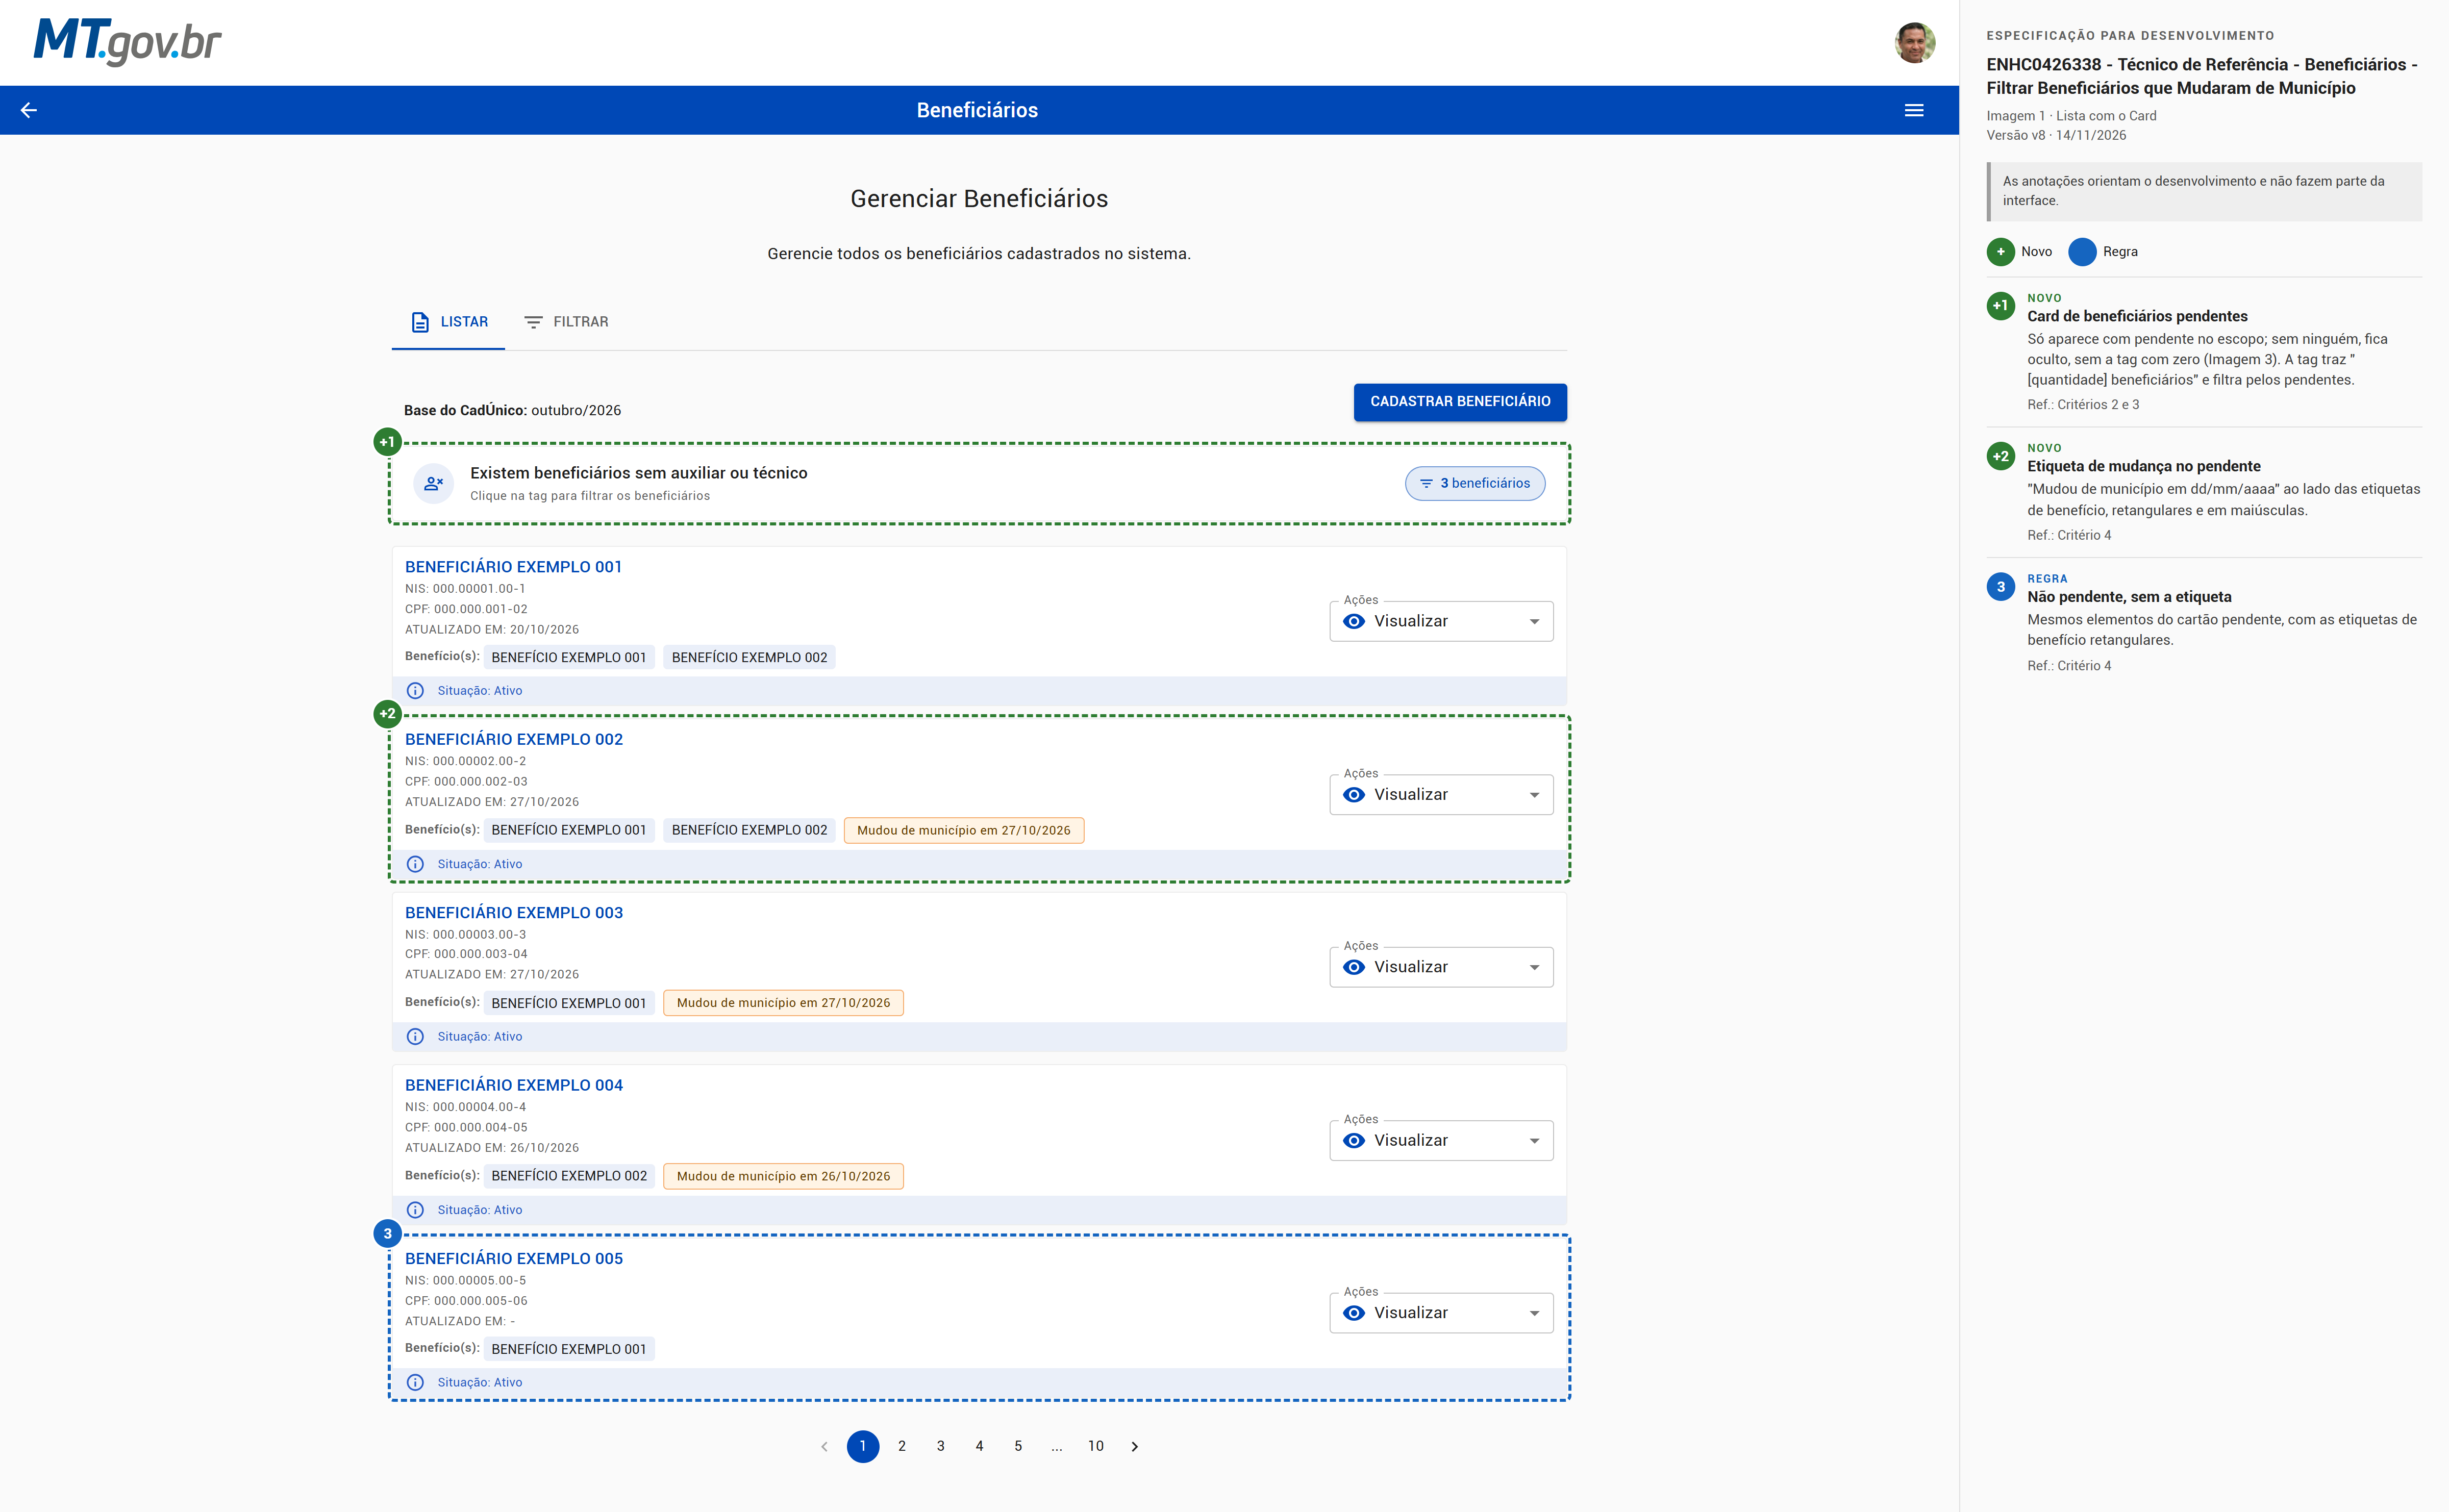 MT.gov.br
Beneficiários
Gerenciar Beneficiários
Gerencie todos os beneficiários cadastrados no sistema.
LISTAR
FILTRAR
Base do CadÚnico: outubro/2026
CADASTRAR BENEFICIÁRIO
+1
Existem beneficiários sem auxiliar ou técnico
Clique na tag para filtrar os beneficiários
3 beneficiários
BENEFICIÁRIO EXEMPLO 001
NIS: 000.00001.00-1
CPF: 000.000.001-02
ATUALIZADO EM: 20/10/2026
Benefício(s): BENEFÍCIO EXEMPLO 001 BENEFÍCIO EXEMPLO 002
Ações
Visualizar
Situação: Ativo
+2
BENEFICIÁRIO EXEMPLO 002
NIS: 000.00002.00-2
CPF: 000.000.002-03
ATUALIZADO EM: 27/10/2026
Benefício(s): BENEFÍCIO EXEMPLO 001 BENEFÍCIO EXEMPLO 002 Mudou de município em 27/10/2026
Ações
Visualizar
Situação: Ativo
BENEFICIÁRIO EXEMPLO 003
NIS: 000.00003.00-3
CPF: 000.000.003-04
ATUALIZADO EM: 27/10/2026
Benefício(s): BENEFÍCIO EXEMPLO 001 Mudou de município em 27/10/2026
Ações
Visualizar
Situação: Ativo
BENEFICIÁRIO EXEMPLO 004
NIS: 000.00004.00-4
CPF: 000.000.004-05
ATUALIZADO EM: 26/10/2026
Benefício(s): BENEFÍCIO EXEMPLO 002 Mudou de município em 26/10/2026
Ações
Visualizar
Situação: Ativo
3
BENEFICIÁRIO EXEMPLO 005
NIS: 000.00005.00-5
CPF: 000.000.005-06
ATUALIZADO EM: -
Benefício(s): BENEFÍCIO EXEMPLO 001
Ações
Visualizar
Situação: Ativo
1 2 3 4 5 ... 10
ESPECIFICAÇÃO PARA DESENVOLVIMENTO
ENHC0426338 - Técnico de Referência - Beneficiários -
Filtrar Beneficiários que Mudaram de Município
Imagem 1 · Lista com o Card
Versão v8 · 14/11/2026
As anotações orientam o desenvolvimento e não fazem parte da
interface.
+ Novo Regra
+1
NOVO
Card de beneficiários pendentes
Só aparece com pendente no escopo; sem ninguém, fica
oculto, sem a tag com zero (Imagem 3). A tag traz "
[quantidade] beneficiários" e filtra pelos pendentes.
Ref.: Critérios 2 e 3
+2
NOVO
Etiqueta de mudança no pendente
"Mudou de município em dd/mm/aaaa" ao lado das etiquetas
de benefício, retangulares e em maiúsculas.
Ref.: Critério 4
3
REGRA
Não pendente, sem a etiqueta
Mesmos elementos do cartão pendente, com as etiquetas de
benefício retangulares.
Ref.: Critério 4